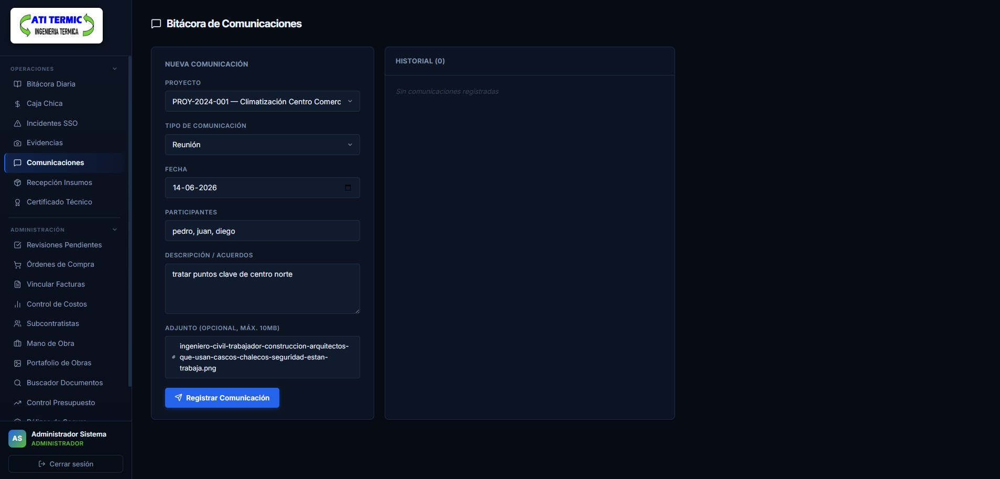 ATI TERMIC
INGENIERIA TERMICA
OPERACIONES
Bitácora Diaria
Caja Chica
Incidentes SSO
Evidencias
Comunicaciones
Recepción Insumos
Certificado Técnico
ADMINISTRACIÓN
Revisiones Pendientes
Órdenes de Compra
Vincular Facturas
Control de Costos
Subcontratistas
Mano de Obra
Portafolio de Obras
Buscador Documentos
Control Presupuesto
AS
Administrador Sistema
ADMINISTRADOR
Cerrar sesión
Bitácora de Comunicaciones
NUEVA COMUNICACIÓN
PROYECTO
PROY-2024-001 — Climatización Centro Comerc
TIPO DE COMUNICACIÓN
Reunión
FECHA
14-06-2026
PARTICIPANTES
pedro, juan, diego
DESCRIPCIÓN / ACUERDOS
tratar puntos clave de centro norte
ADJUNTO (OPCIONAL, MÁX. 10MB)
ingeniero-civil-trabajador-construccion-arquitectos-
que-usan-cascos-chalecos-seguridad-estan-
trabaja.png
Registrar Comunicación
HISTORIAL (0)
Sin comunicaciones registradas